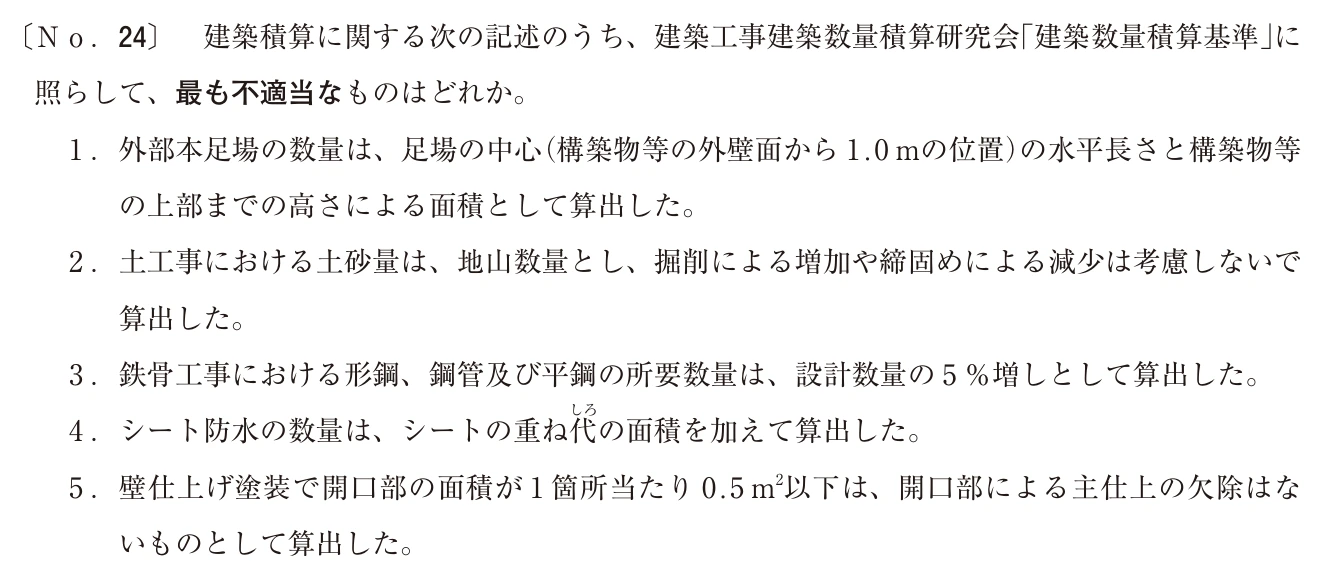 〔Ｎｏ．24〕　建築積算に関する次の記述のうち、建築工事建築数量積算研究会「建築数量積算基準」に
照らして、最も不適当なものはどれか。
１．外部本足場の数量は、足場の中心（構築物等の外壁面から 1.0 mの位置）の水平長さと構築物等
の上部までの高さによる面積として算出した。
２．土工事における土砂量は、地山数量とし、掘削による増加や締固めによる減少は考慮しないで
算出した。
３．鉄骨工事における形鋼、鋼管及び平鋼の所要数量は、設計数量の５％増しとして算出した。
しろ
４．シート防水の数量は、シートの重ね代の面積を加えて算出した。
５．壁仕上げ塗装で開口部の面積が１箇所当たり 0.5 m²以下は、開口部による主仕上の欠除はな
いものとして算出した。